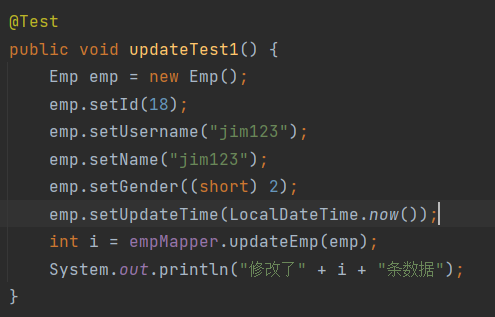 @Test
public void updateTest1() {
    Emp emp = new Emp();
    emp.setId(18);
    emp.setUsername("jim123");
    emp.setName("jim123");
    emp.setGender((short) 2);
    emp.setUpdateTime(LocalDateTime.now());
    int i = empMapper.updateEmp(emp);
    System.out.println("修改了" + i + "条数据");
}